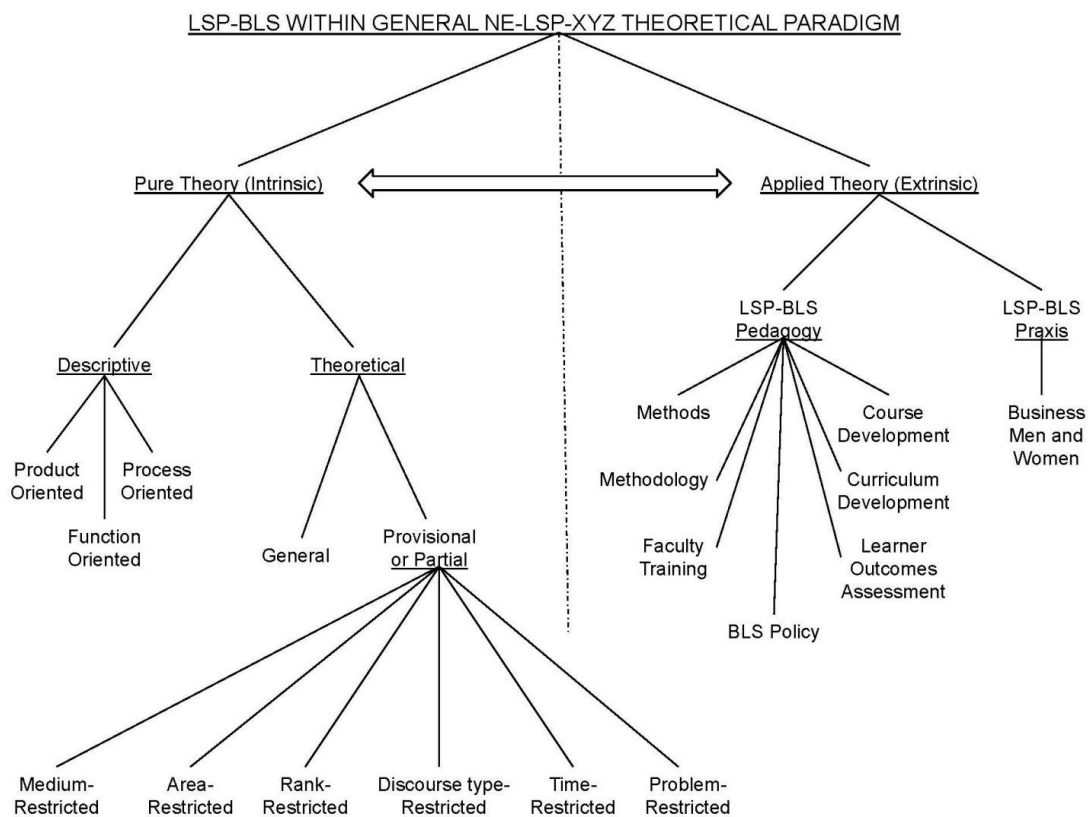 LSP-BLS WITHIN GENERAL NE-LSP-XYZ THEORETICAL PARADIGM
Pure Theory (Intrinsic)
Applied Theory (Extrinsic)
LSP-BLS
Pedagogy
LSP-BLS
Praxis
Descriptive
Theoretical
Methods
Course
Development
Business
Men and
Women
Product
Oriented
Process
Oriented
Methodology
Curriculum
Development
Function
Oriented
General
Provisional
or Partial
Faculty
Training
Learner
Outcomes
Assessment
BLS Policy
Medium-
Restricted
Area-
Restricted
Rank-
Restricted
Discourse type-
Restricted
Time-
Restricted
Problem-
Restricted